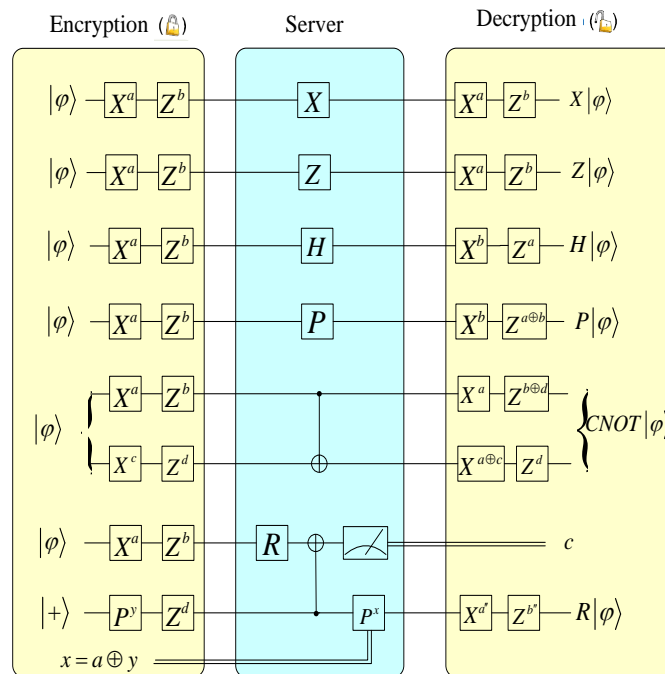 Encryption (🔒) Server Decryption (🔓)
|φ⟩ X^a Z^b X X^a Z^b X|φ⟩
|φ⟩ X^a Z^b Z X^a Z^b Z|φ⟩
|φ⟩ X^a Z^b H X^b Z^a H|φ⟩
|φ⟩ X^a Z^b P X^b Z^{a⊕b} P|φ⟩
X^a Z^b X^a Z^{b⊕d}
|φ⟩ { } CNOT|φ⟩
X^c Z^d X^{a⊕c} Z^d
|φ⟩ X^a Z^b R c
|+⟩ P^y Z^d P^x X^{a''} Z^{b''} R|φ⟩
x = a ⊕ y